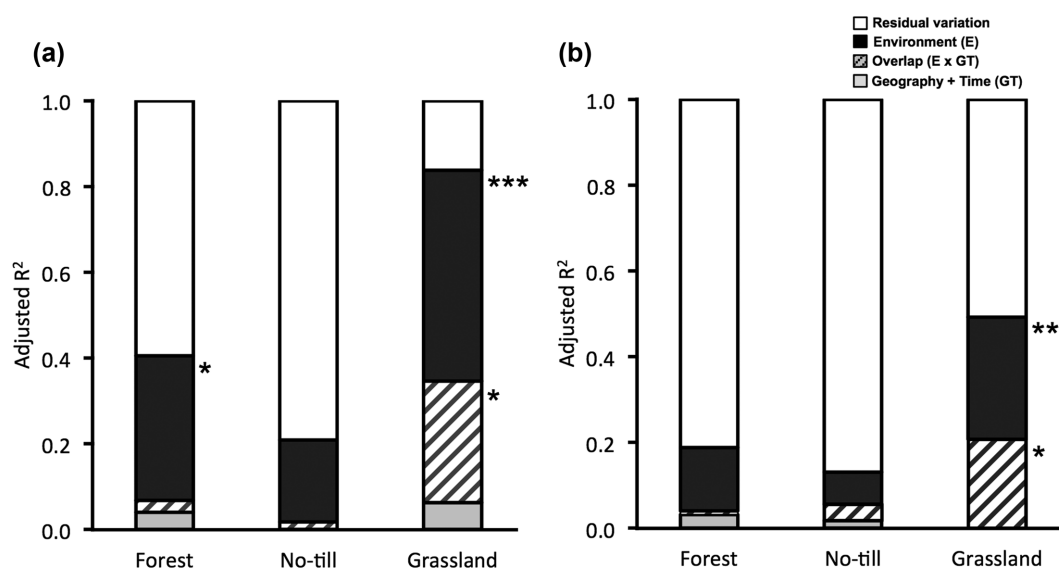 (a)
Adjusted R²
1.0
0.8
0.6
0.4
0.2
0.0
*
***
*
Forest No-till Grassland
(b)
Residual variation
Environment (E)
Overlap (E x GT)
Geography + Time (GT)
Adjusted R²
1.0
0.8
0.6
0.4
0.2
0.0
**
*
Forest No-till Grassland